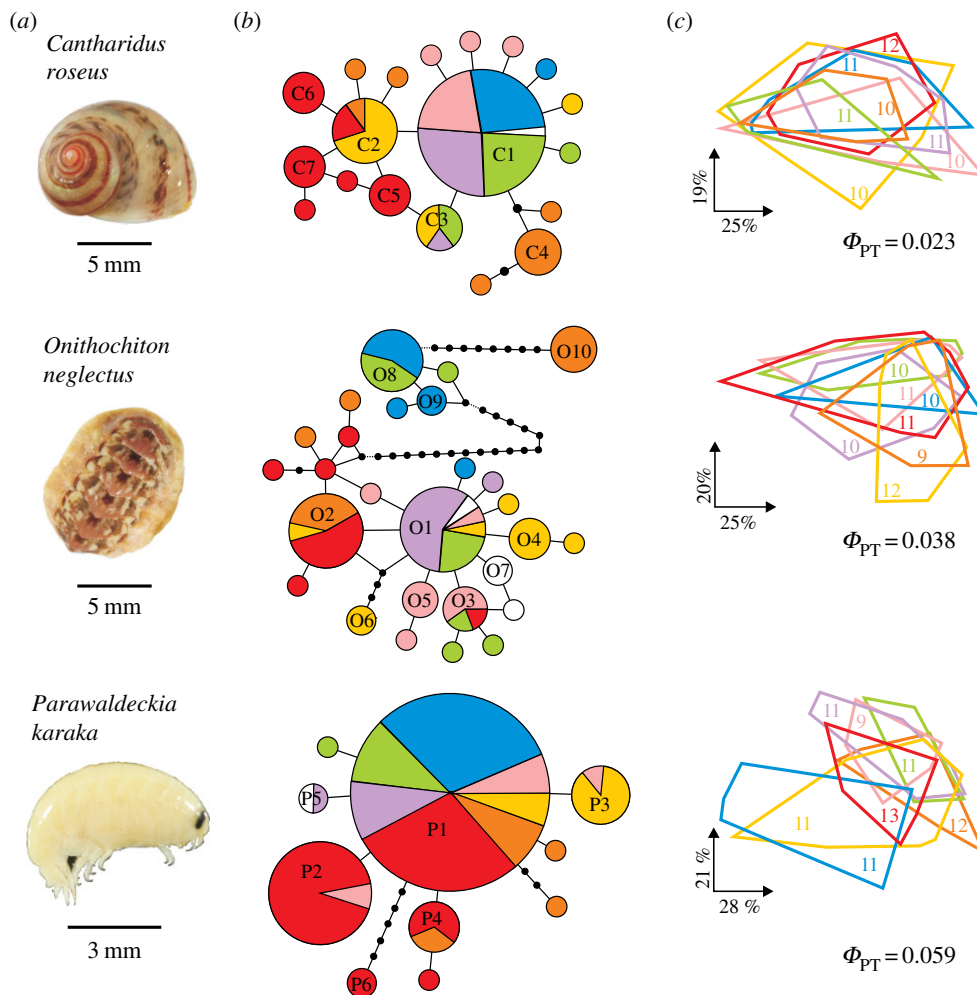 (a)
(b)
(c)
Cantharidus
roseus
5 mm
C6
C2
C7
C5
C3
C1
C4
12
11
10
11
11
10
10
19%
25%
ΦPT = 0.023
Onithochiton
neglectus
5 mm
O8
O10
O9
O2
O1
O4
O7
O5
O3
O6
10
11
10
11
10
9
12
20%
25%
ΦPT = 0.038
Parawaldeckia
karaka
3 mm
P5
P1
P3
P2
P4
P6
11
9
11
13
12
11
11
21 %
28 %
ΦPT = 0.059